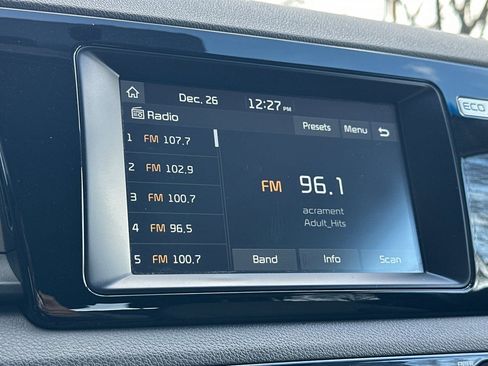 Dec. 26 12:27 PM
Radio
Presets Menu
1 FM 107.7
2 FM 102.9
3 FM 100.7
4 FM 96.5
5 FM 100.7
FM 96.1
acrament
Adult_Hits
Band Info Scan
ECO